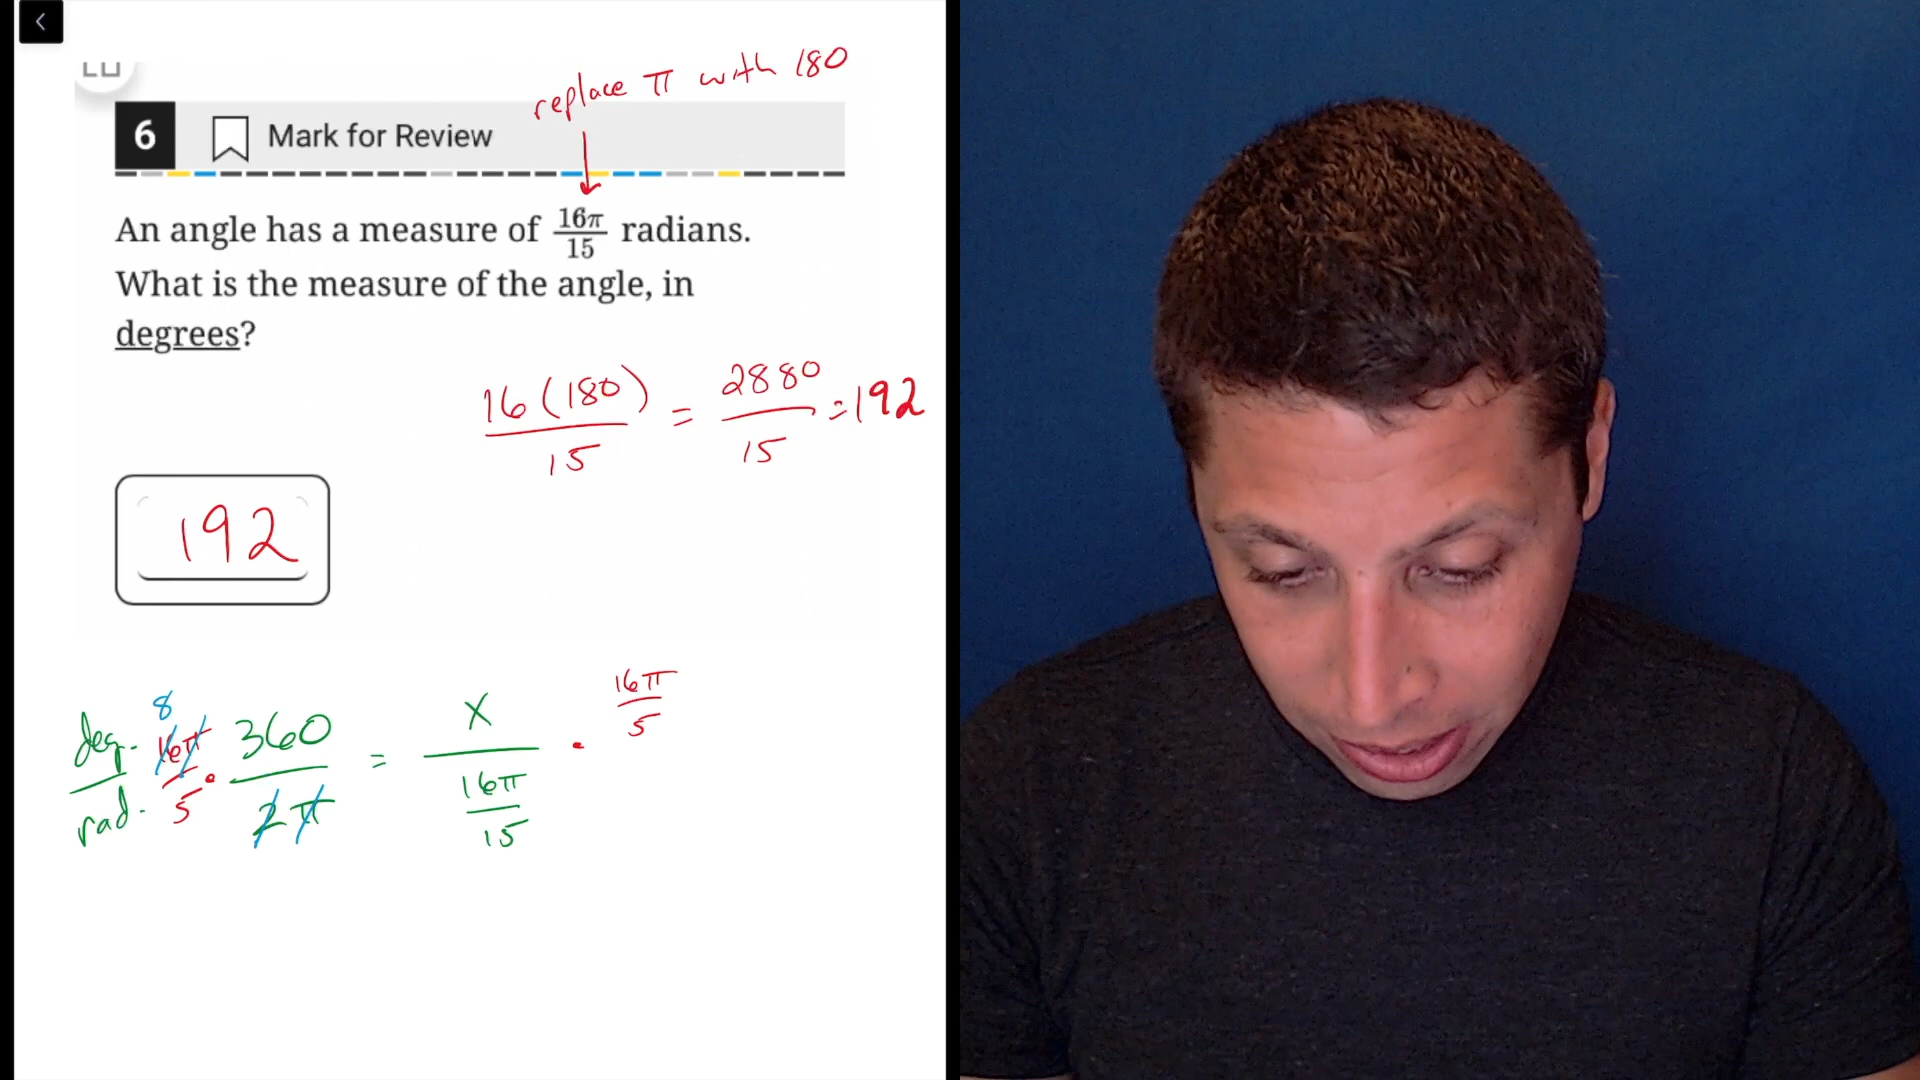 replace π with 180
6 Mark for Review
An angle has a measure of 16π/15 radians.
What is the measure of the angle, in
degrees?
16(180)/15 = 2880/15 = 192
192
8
deg./rad. 16π/5 · 360/2π = X/(16π/15) · 16π/5